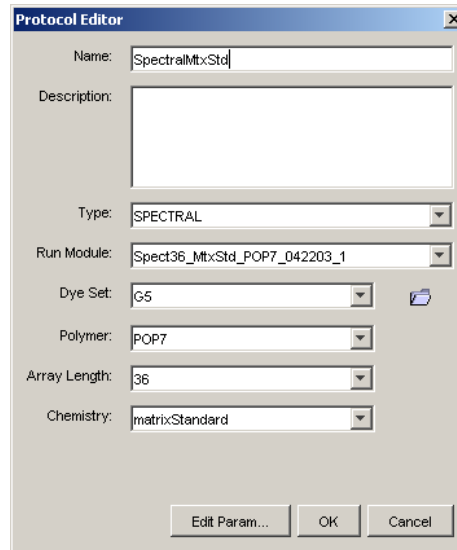 Protocol Editor
Name: SpectralMtxStd
Description:
Type: SPECTRAL
Run Module: Spect36_MtxStd_POP7_042203_1
Dye Set: G5
Polymer: POP7
Array Length: 36
Chemistry: matrixStandard
Edit Param... OK Cancel